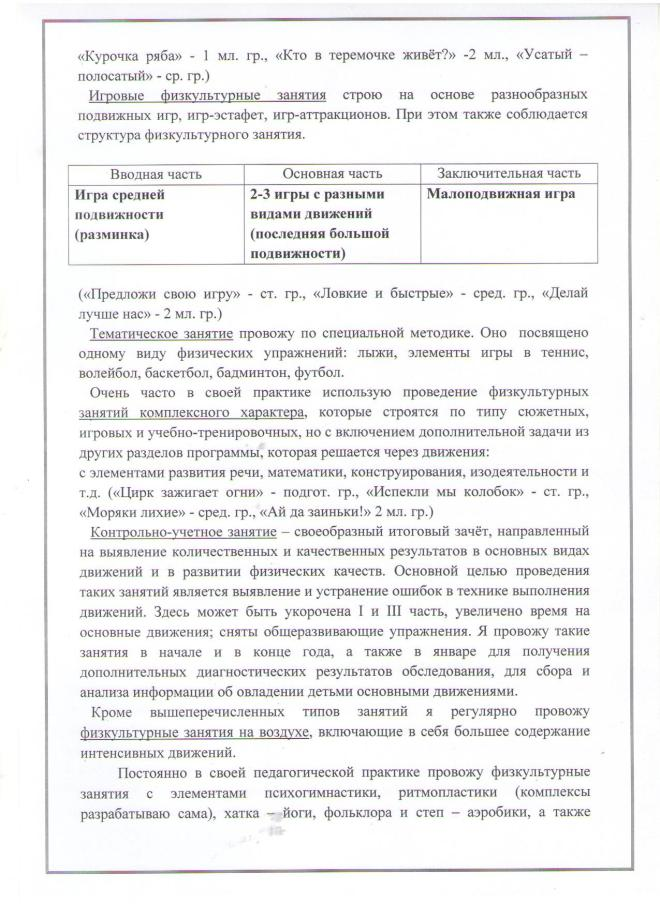 «Курочка ряба» - 1 мл. гр., «Кто в теремочке живёт?» -2 мл., «Усатый –
полосатый» - ср. гр.)
Игровые физкультурные занятия строю на основе разнообразных
подвижных игр, игр-эстафет, игр-аттракционов. При этом также соблюдается
структура физкультурного занятия.
Вводная часть Основная часть Заключительная часть
Игра средней 2-3 игры с разными Малоподвижная игра
подвижности видами движений
(разминка) (последняя большой
подвижности)
(«Предложи свою игру» - ст. гр., «Ловкие и быстрые» - сред. гр., «Делай
лучше нас» - 2 мл. гр.)
Тематическое занятие провожу по специальной методике. Оно посвящено
одному виду физических упражнений: лыжи, элементы игры в теннис,
волейбол, баскетбол, бадминтон, футбол.
Очень часто в своей практике использую проведение физкультурных
занятий комплексного характера, которые строятся по типу сюжетных,
игровых и учебно-тренировочных, но с включением дополнительной задачи из
других разделов программы, которая решается через движения:
с элементами развития речи, математики, конструирования, изодеятельности и
т.д. («Цирк зажигает огни» - подгот. гр., «Испекли мы колобок» - ст. гр.,
«Моряки лихие» - сред. гр., «Ай да заиньки!» 2 мл. гр.)
Контрольно-учетное занятие – своеобразный итоговый зачёт, направленный
на выявление количественных и качественных результатов в основных видах
движений и в развитии физических качеств. Основной целью проведения
таких занятий является выявление и устранение ошибок в технике выполнения
движений. Здесь может быть укорочена I и III часть, увеличено время на
основные движения; сняты общеразвивающие упражнения. Я провожу такие
занятия в начале и в конце года, а также в январе для получения
дополнительных диагностических результатов обследования, для сбора и
анализа информации об овладении детьми основными движениями.
Кроме вышеперечисленных типов занятий я регулярно провожу
физкультурные занятия на воздухе, включающие в себя большее содержание
интенсивных движений.
Постоянно в своей педагогической практике провожу физкультурные
занятия с элементами психогимнастики, ритмопластики (комплексы
разрабатываю сама), хатка – йоги, фольклора и степ – аэробики, а также